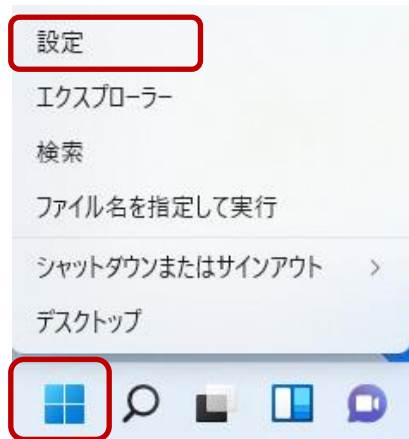 設定
エクスプローラー
検索
ファイル名を指定して実行
シャットダウンまたはサインアウト
デスクトップ